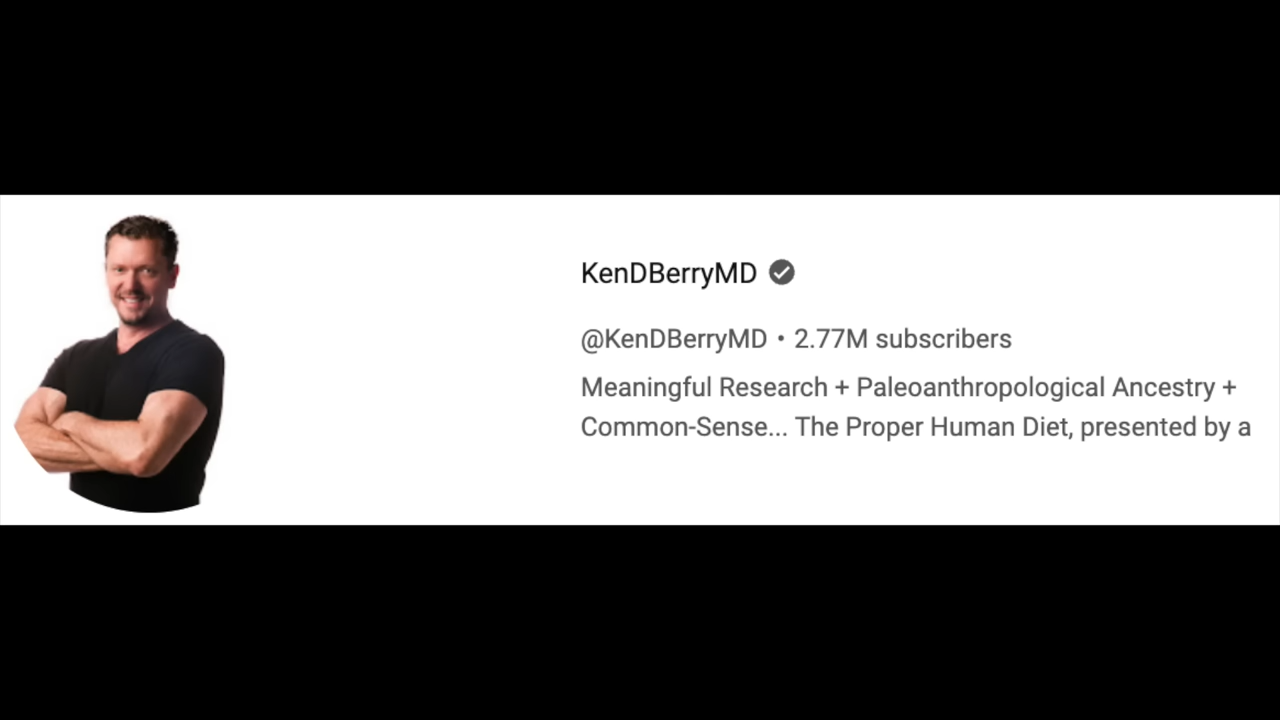 KenDBerryMD
@KenDBerryMD • 2.77M subscribers
Meaningful Research + Paleoanthropological Ancestry +
Common-Sense... The Proper Human Diet, presented by a